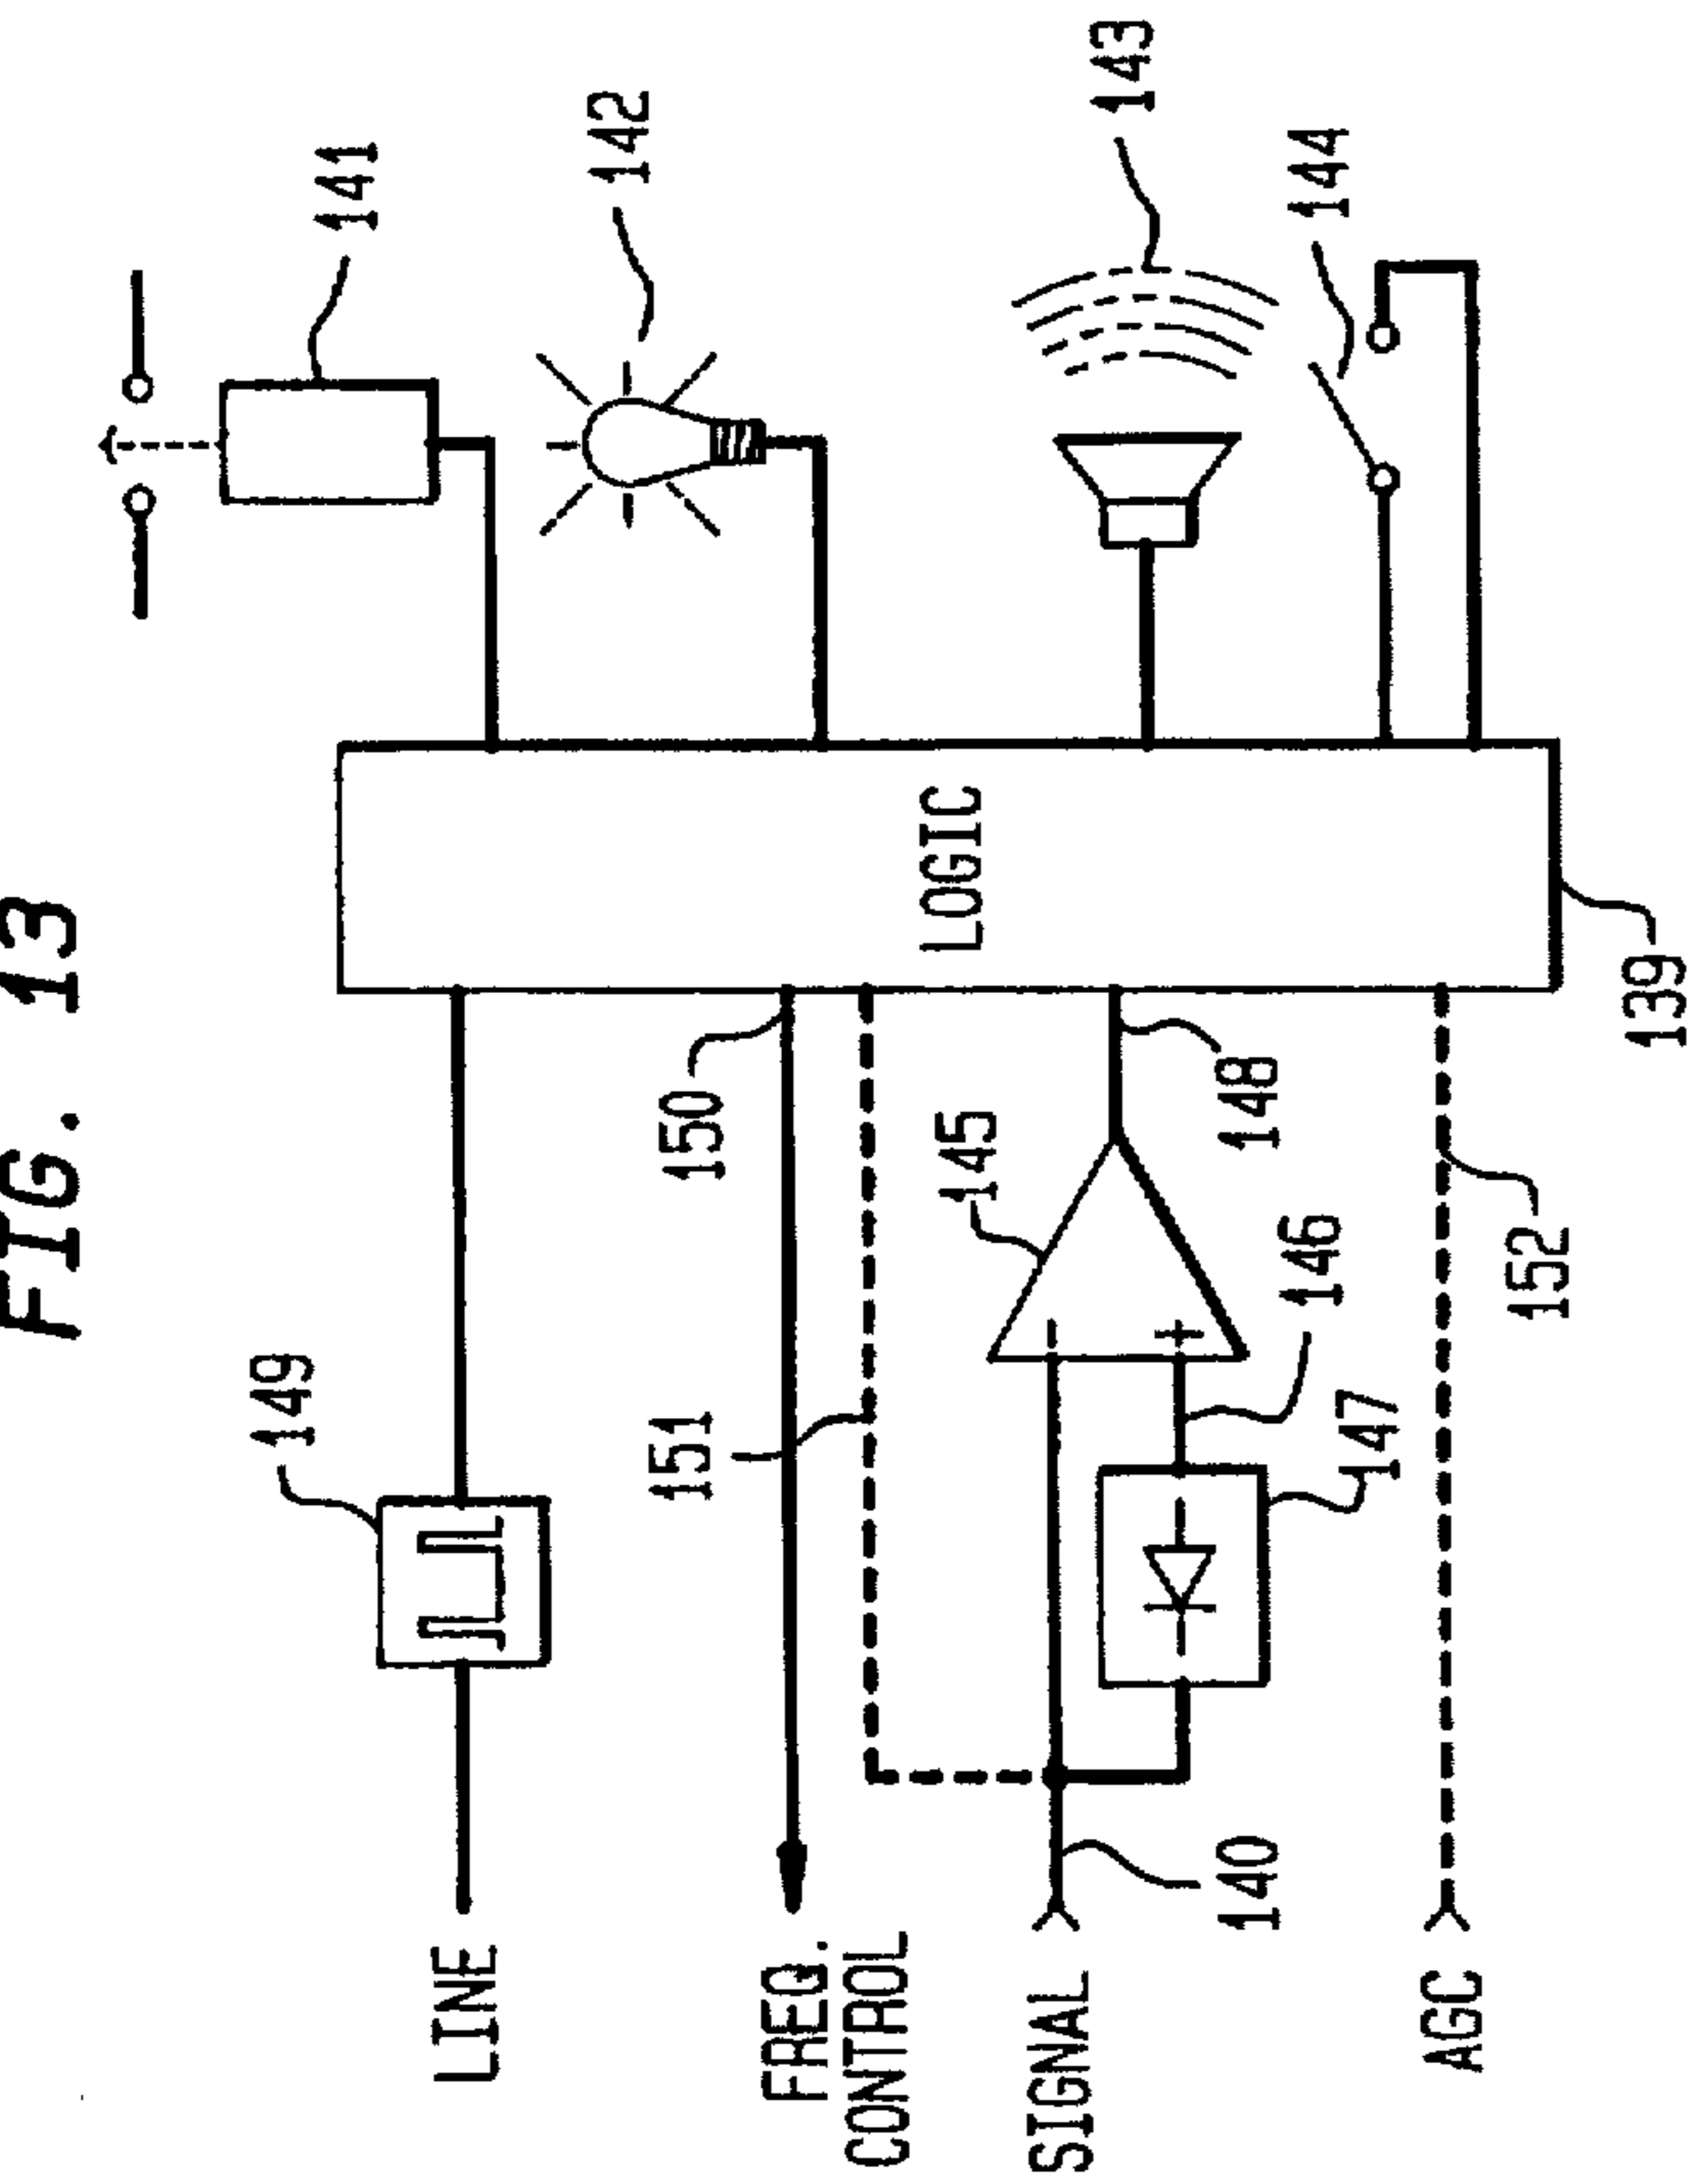 FIG. 13
141
142
143
144
LOGIC
139
149
150
151
145
148
146
147
152
140
LINE
FREQ.
CONTROL
SIGNAL
AGC
-
+